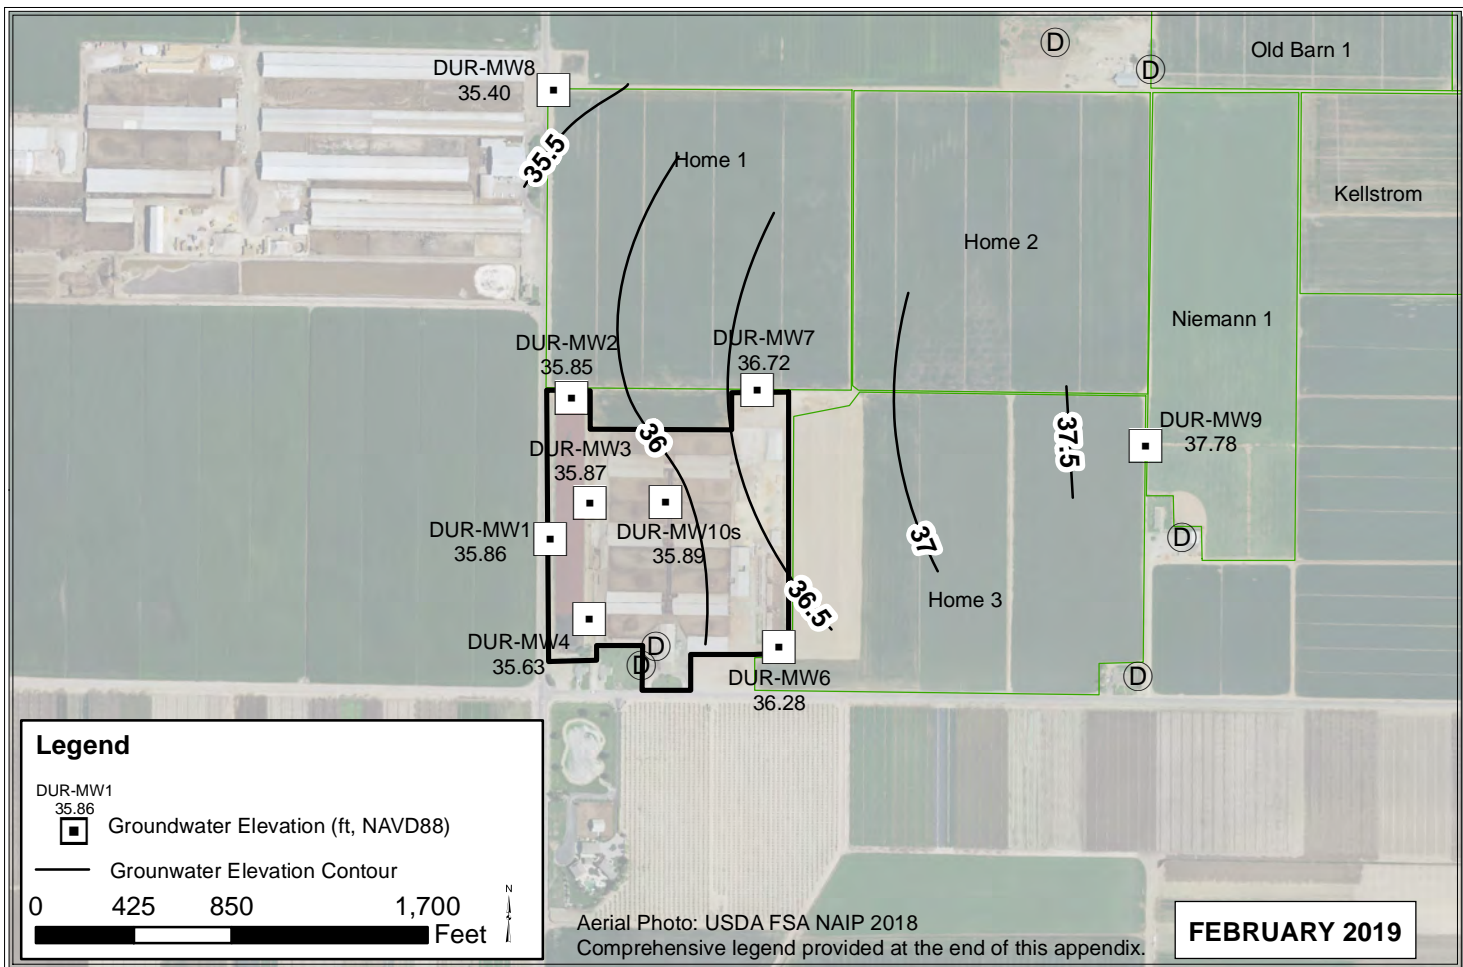 DUR-MW8
35.40
D
D
Old Barn 1
35.5
Home 1
Home 2
Kellstrom
Niemann 1
DUR-MW2
35.85
DUR-MW7
36.72
36
37.5
DUR-MW9
37.78
DUR-MW3
35.87
DUR-MW1
35.86
DUR-MW10s
35.89
37
D
36.5
Home 3
DUR-MW4
35.63
D
D
DUR-MW6
36.28
D
Legend
DUR-MW1
35.86
Groundwater Elevation (ft, NAVD88)
Grounwater Elevation Contour
0 425 850 1,700
Feet
N
Aerial Photo: USDA FSA NAIP 2018
Comprehensive legend provided at the end of this appendix.
FEBRUARY 2019